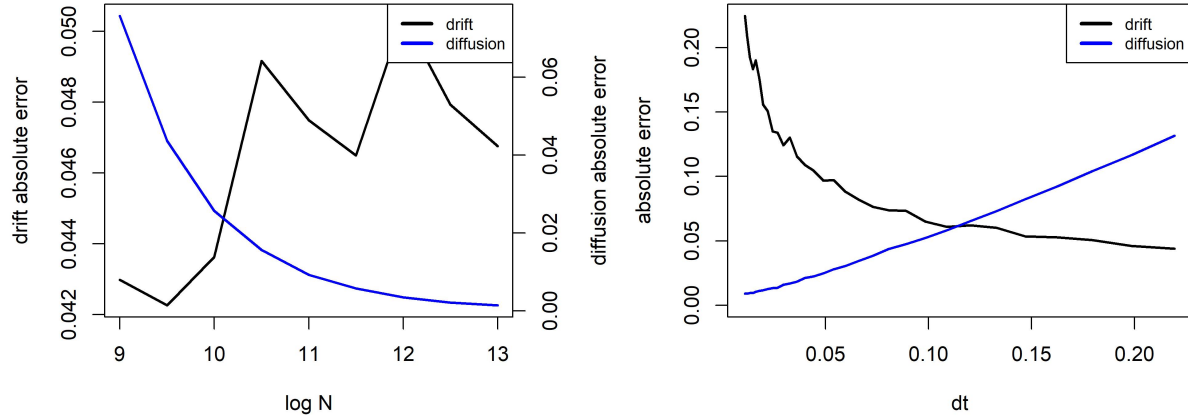 drift
diffusion
drift absolute error
0.042 0.044 0.046 0.048 0.050
0.00 0.02 0.04 0.06
diffusion absolute error
9 10 11 12 13
log N
drift
diffusion
absolute error
0.00 0.05 0.10 0.15 0.20
0.05 0.10 0.15 0.20
dt